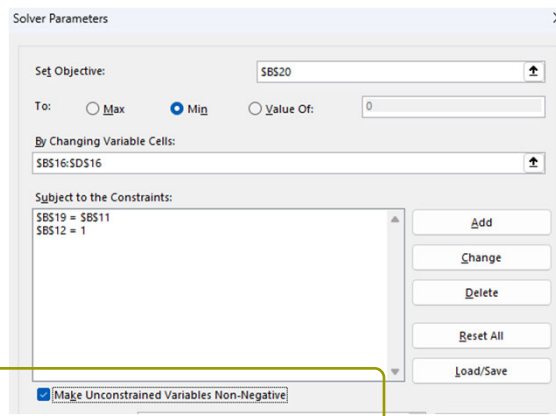 Solver Parameters
Set Objective: $B$20
To: Max Min Value Of: 0
By Changing Variable Cells:
$B$16:$D$16
Subject to the Constraints:
$B$19 = $B$11
$B$12 = 1
Add
Change
Delete
Reset All
Load/Save
Make Unconstrained Variables Non-Negative